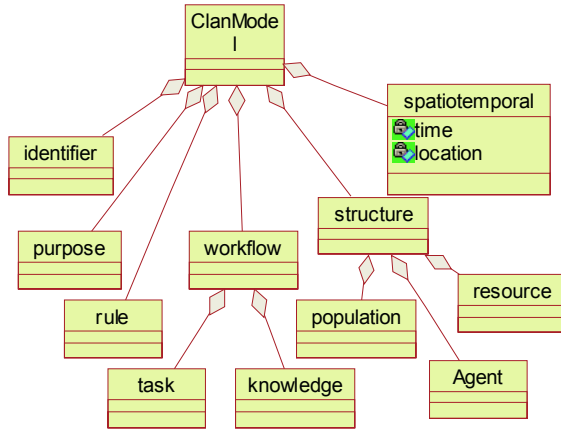 ClanMode
l
spatiotemporal
time
location
identifier
structure
purpose
workflow
resource
rule
population
task
knowledge
Agent